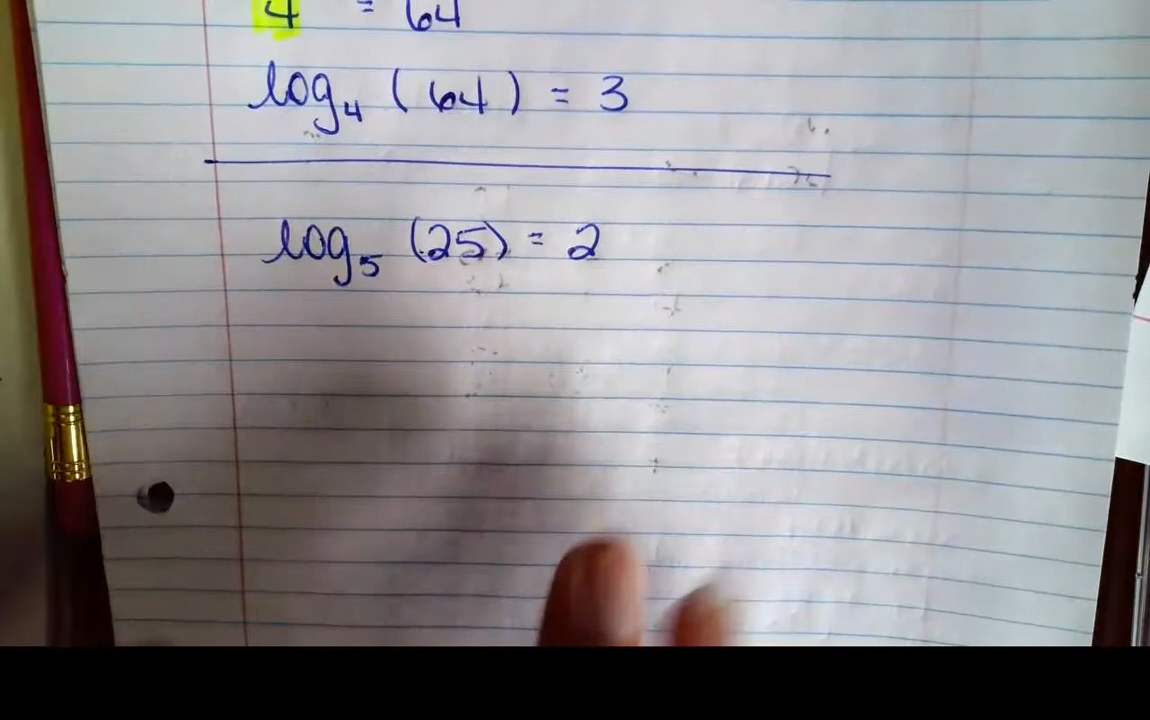 4 = 64
log₄ (64) = 3
log₅ (25) = 2